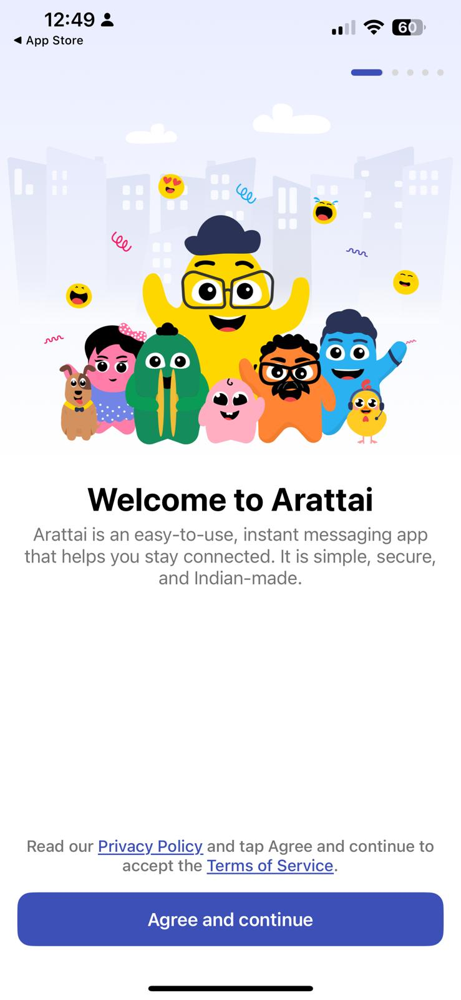 12:49
60
App Store
Welcome to Arattai
Arattai is an easy-to-use, instant messaging app
that helps you stay connected. It is simple, secure,
and Indian-made.
Read our Privacy Policy and tap Agree and continue to
accept the Terms of Service.
Agree and continue